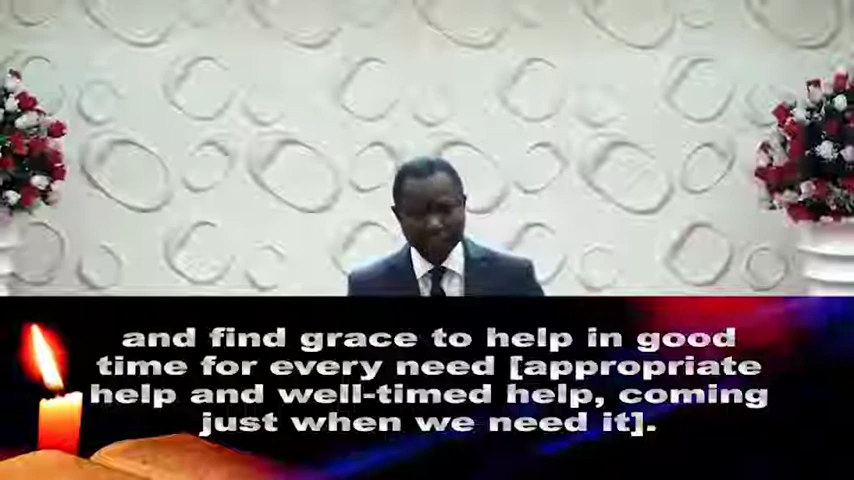 and find grace to help in good
time for every need [appropriate
help and well-timed help, coming
just when we need it].